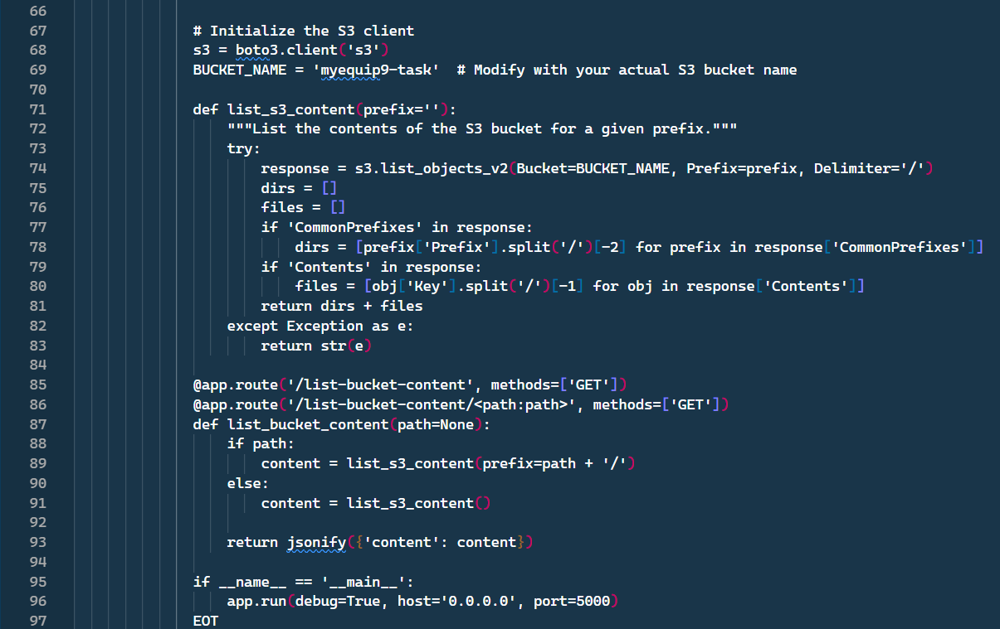 66
67 # Initialize the S3 client
68 s3 = boto3.client('s3')
69 BUCKET_NAME = 'myequip9-task'  # Modify with your actual S3 bucket name
70
71 def list_s3_content(prefix=''):
72     """List the contents of the S3 bucket for a given prefix."""
73     try:
74         response = s3.list_objects_v2(Bucket=BUCKET_NAME, Prefix=prefix, Delimiter='/')
75         dirs = []
76         files = []
77         if 'CommonPrefixes' in response:
78             dirs = [prefix['Prefix'].split('/')[-2] for prefix in response['CommonPrefixes']]
79         if 'Contents' in response:
80             files = [obj['Key'].split('/')[-1] for obj in response['Contents']]
81         return dirs + files
82     except Exception as e:
83         return str(e)
84
85 @app.route('/list-bucket-content', methods=['GET'])
86 @app.route('/list-bucket-content/<path:path>', methods=['GET'])
87 def list_bucket_content(path=None):
88     if path:
89         content = list_s3_content(prefix=path + '/')
90     else:
91         content = list_s3_content()
92
93     return jsonify({'content': content})
94
95 if __name__ == '__main__':
96     app.run(debug=True, host='0.0.0.0', port=5000)
97 EOT